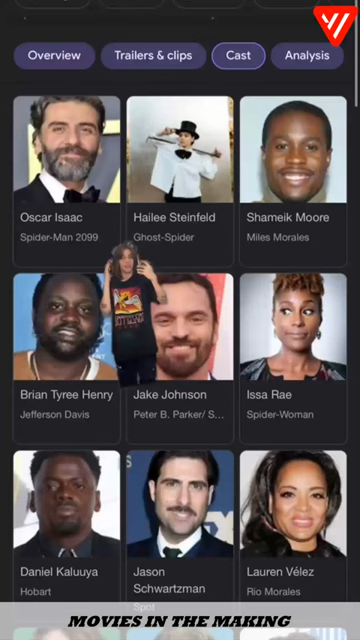 Overview
Trailers & clips
Cast
Analysis
Oscar Isaac
Hailee Steinfeld
Shameik Moore
Spider-Man 2099
Ghost-Spider
Miles Morales
Brian Tyree Henry
Jake Johnson
Issa Rae
Jefferson Davis
Peter B. Parker/ S...
Spider-Woman
Daniel Kaluuya
Jason
Schwartzman
Lauren Vélez
Hobart
Spot
Rio Morales
MOVIES IN THE MAKING